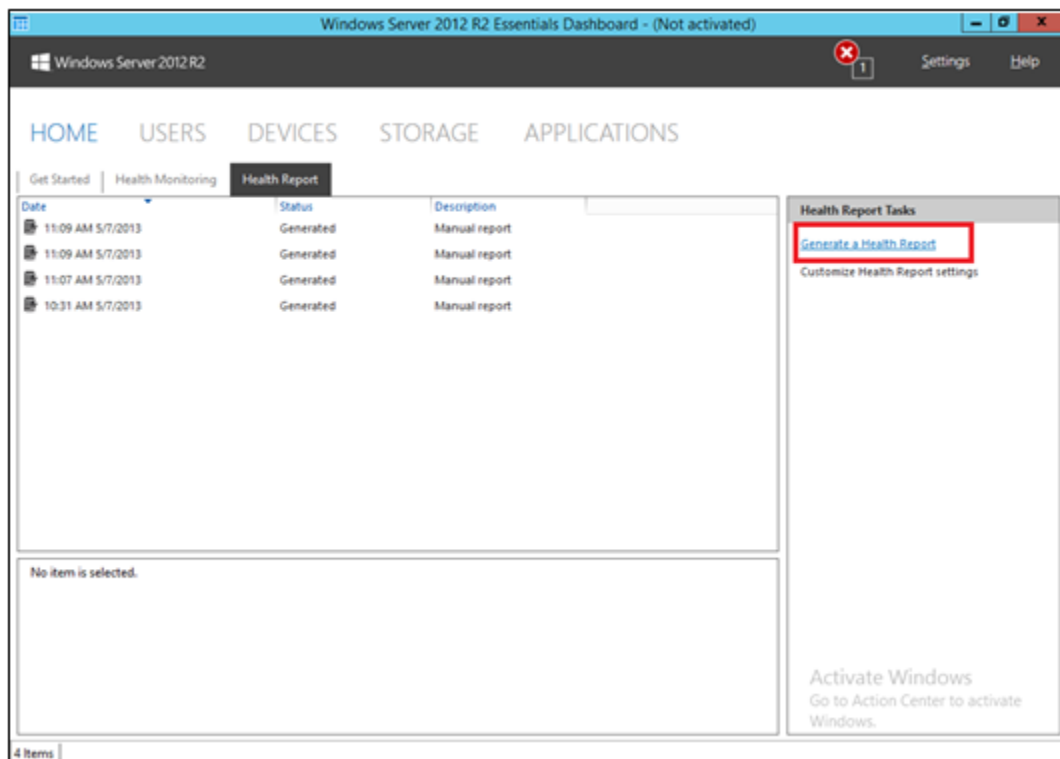 Windows Server 2012 R2 Essentials Dashboard - (Not activated)
Windows Server 2012 R2
1
Settings
Help
HOME USERS DEVICES STORAGE APPLICATIONS
Get Started Health Monitoring Health Report
Date Status Description
11:09 AM 5/7/2013 Generated Manual report
11:09 AM 5/7/2013 Generated Manual report
11:07 AM 5/7/2013 Generated Manual report
10:31 AM 5/7/2013 Generated Manual report
Health Report Tasks
Generate a Health Report
Customize Health Report settings
No item is selected.
Activate Windows
Go to Action Center to activate
Windows.
4 Items